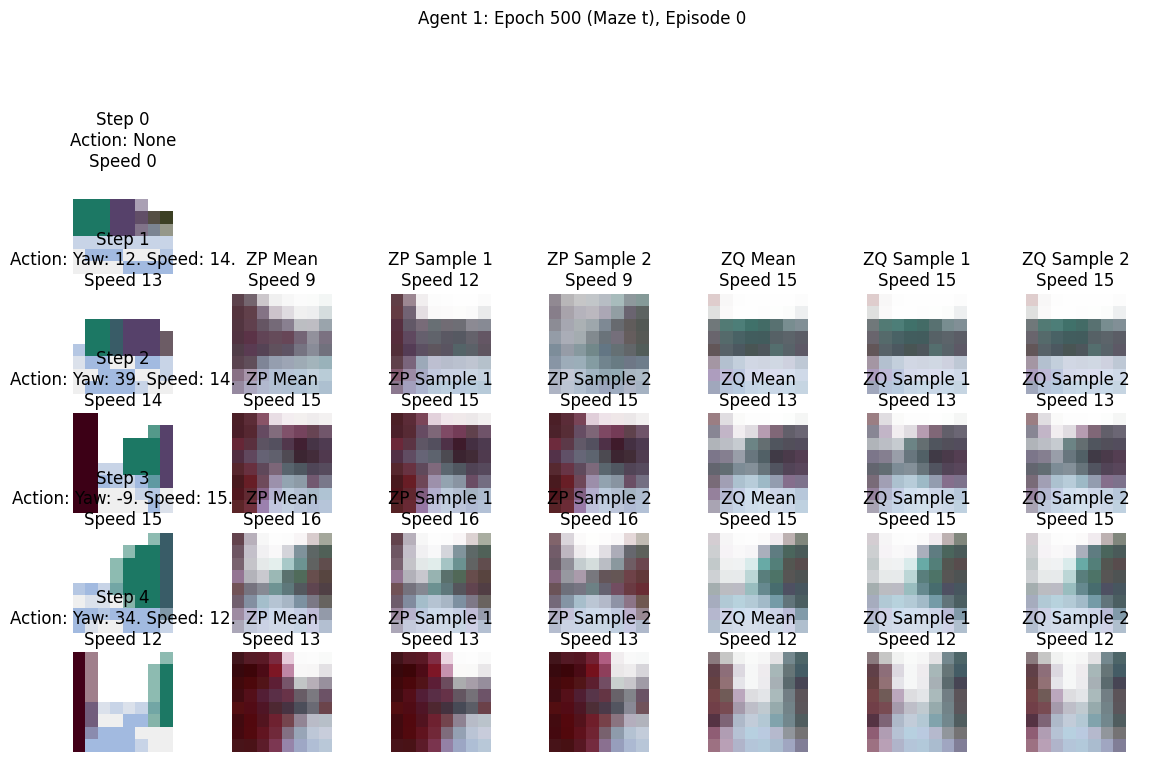 Agent 1: Epoch 500 (Maze t), Episode 0
Step 0
Action: None
Speed 0
Step 1
Action: Yaw: 12. Speed: 14.
Speed 13
ZP Mean
Speed 9
ZP Sample 1
Speed 12
ZP Sample 2
Speed 9
ZQ Mean
Speed 15
ZQ Sample 1
Speed 15
ZQ Sample 2
Speed 15
Step 2
Action: Yaw: 39. Speed: 14.
Speed 14
ZP Mean
Speed 15
ZP Sample 1
Speed 15
ZP Sample 2
Speed 15
ZQ Mean
Speed 13
ZQ Sample 1
Speed 13
ZQ Sample 2
Speed 13
Step 3
Action: Yaw: -9. Speed: 15.
Speed 15
ZP Mean
Speed 16
ZP Sample 1
Speed 16
ZP Sample 2
Speed 16
ZQ Mean
Speed 15
ZQ Sample 1
Speed 15
ZQ Sample 2
Speed 15
Step 4
Action: Yaw: 34. Speed: 12.
Speed 12
ZP Mean
Speed 13
ZP Sample 1
Speed 13
ZP Sample 2
Speed 13
ZQ Mean
Speed 12
ZQ Sample 1
Speed 12
ZQ Sample 2
Speed 12